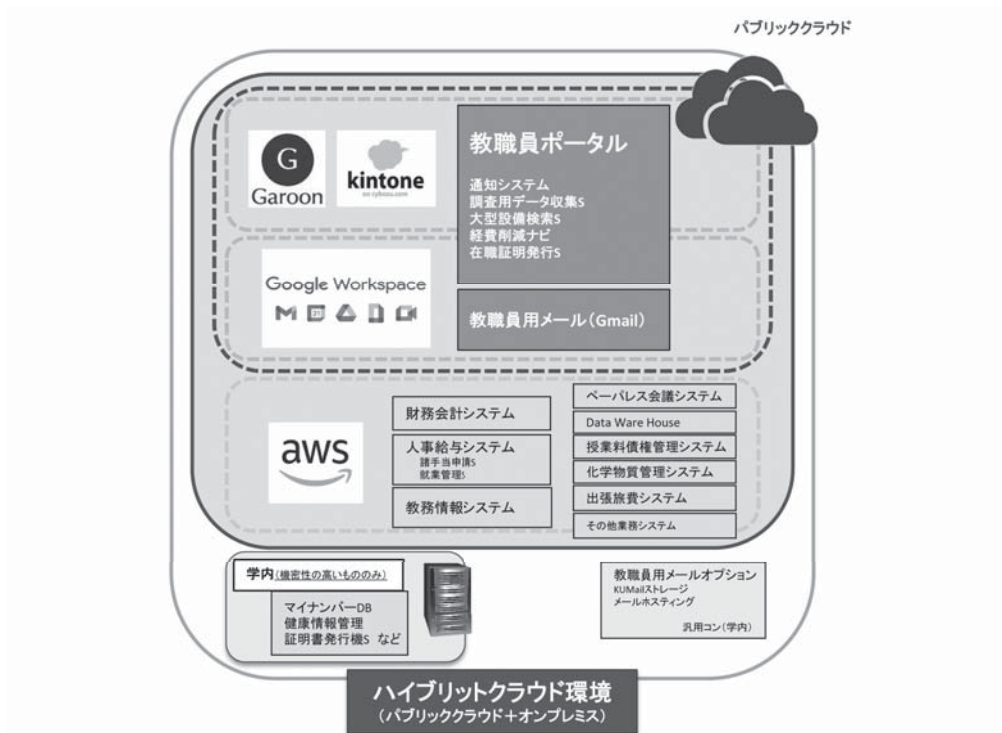 パブリッククラウド
G
Garoon
kintone
on cybozu.com
教職員ポータル
通知システム
調査用データ収集S
大型設備検索S
経費削減ナビ
在職証明発行S
Google Workspace
31
教職員用メール（Gmail）
aws
財務会計システム
人事給与システム
諸手当申請S
就業管理S
教務情報システム
ペーパレス会議システム
Data Ware House
授業料債権管理システム
化学物質管理システム
出張旅費システム
その他業務システム
学内（機密性の高いもののみ）
マイナンバーDB
健康情報管理
証明書発行機S など
教職員用メールオプション
KUMailストレージ
メールホスティング
汎用コン（学内）
ハイブリットクラウド環境
（パブリッククラウド＋オンプレミス）